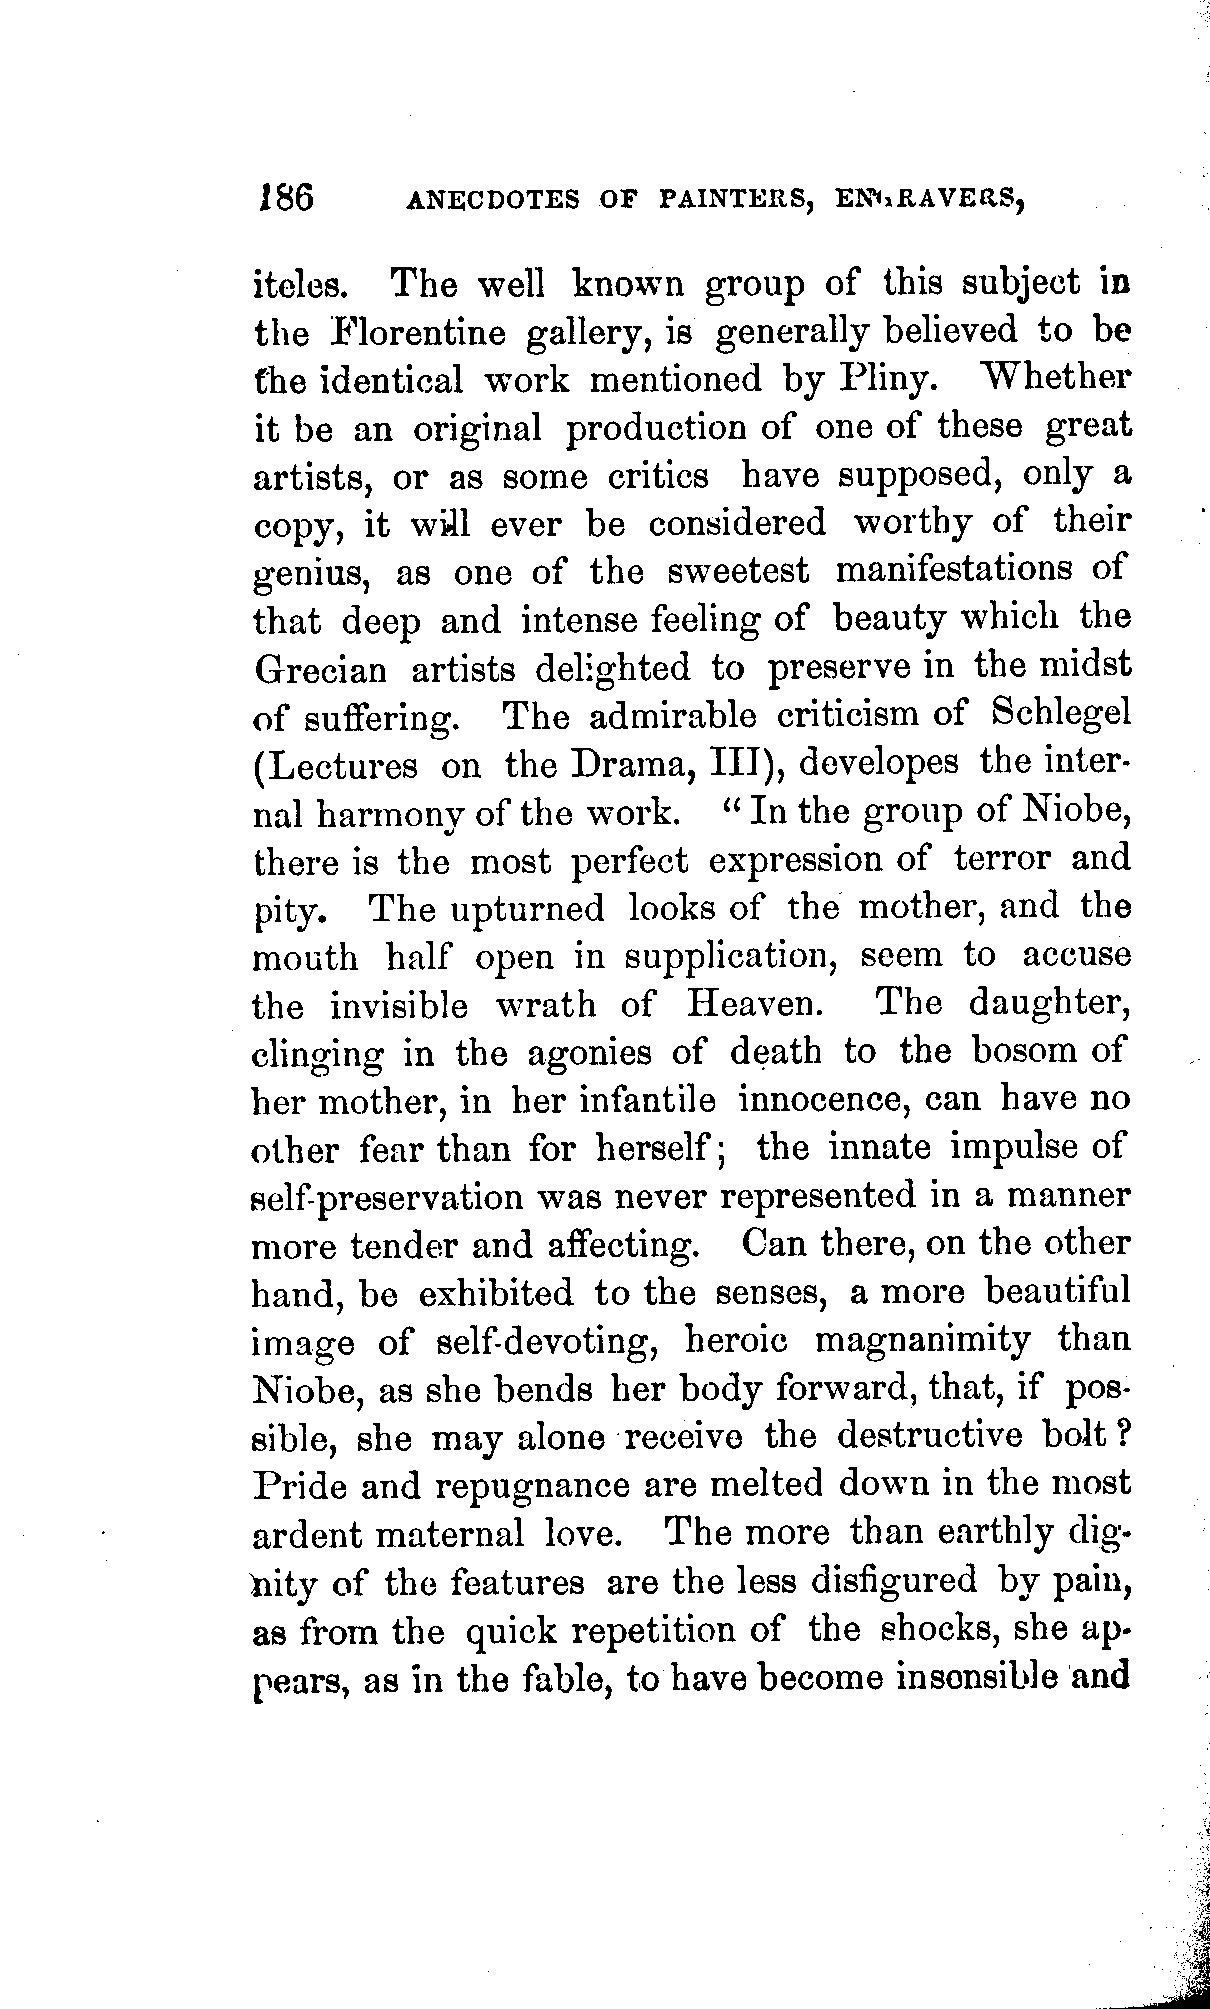 186 ANECDOTES OF PAINTERS, ENGRAVERS,
iteles. The well known group of this subject in
the Florentine gallery, is generally believed to be
the identical work mentioned by Pliny. Whether
it be an original production of one of these great
artists, or as some critics have supposed, only a
copy, it will ever be considered worthy of their
genius, as one of the sweetest manifestations of
that deep and intense feeling of beauty which the
Grecian artists delighted to preserve in the midst
of suffering. The admirable criticism of Schlegel
(Lectures on the Drama, III), developes the inter-
nal harmony of the work. "In the group of Niobe,
there is the most perfect expression of terror and
pity. The upturned looks of the mother, and the
mouth half open in supplication, seem to accuse
the invisible wrath of Heaven. The daughter,
clinging in the agonies of death to the bosom of
her mother, in her infantile innocence, can have no
other fear than for herself; the innate impulse of
self-preservation was never represented in a manner
more tender and affecting. Can there, on the other
hand, be exhibited to the senses, a more beautiful
image of self-devoting, heroic magnanimity than
Niobe, as she bends her body forward, that, if pos-
sible, she may alone receive the destructive bolt?
Pride and repugnance are melted down in the most
ardent maternal love. The more than earthly dig-
nity of the features are the less disfigured by pain,
as from the quick repetition of the shocks, she ap-
pears, as in the fable, to have become insensible and